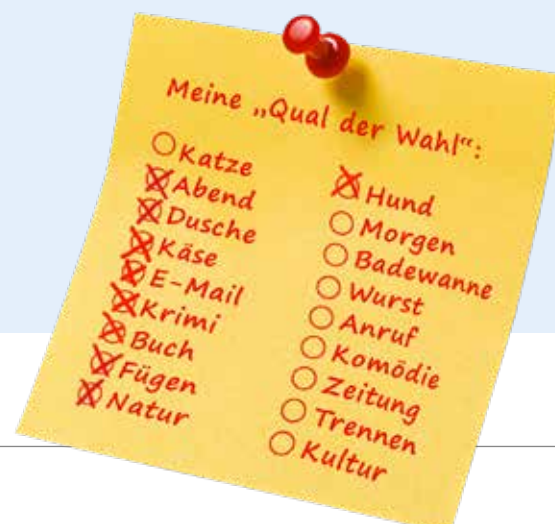 Meine „Qual der Wahl“:
Katze
Abend
Dusche
Käse
E-Mail
Krimi
Buch
Fügen
Natur
Hund
Morgen
Badewanne
Wurst
Anruf
Komödie
Zeitung
Trennen
Kultur